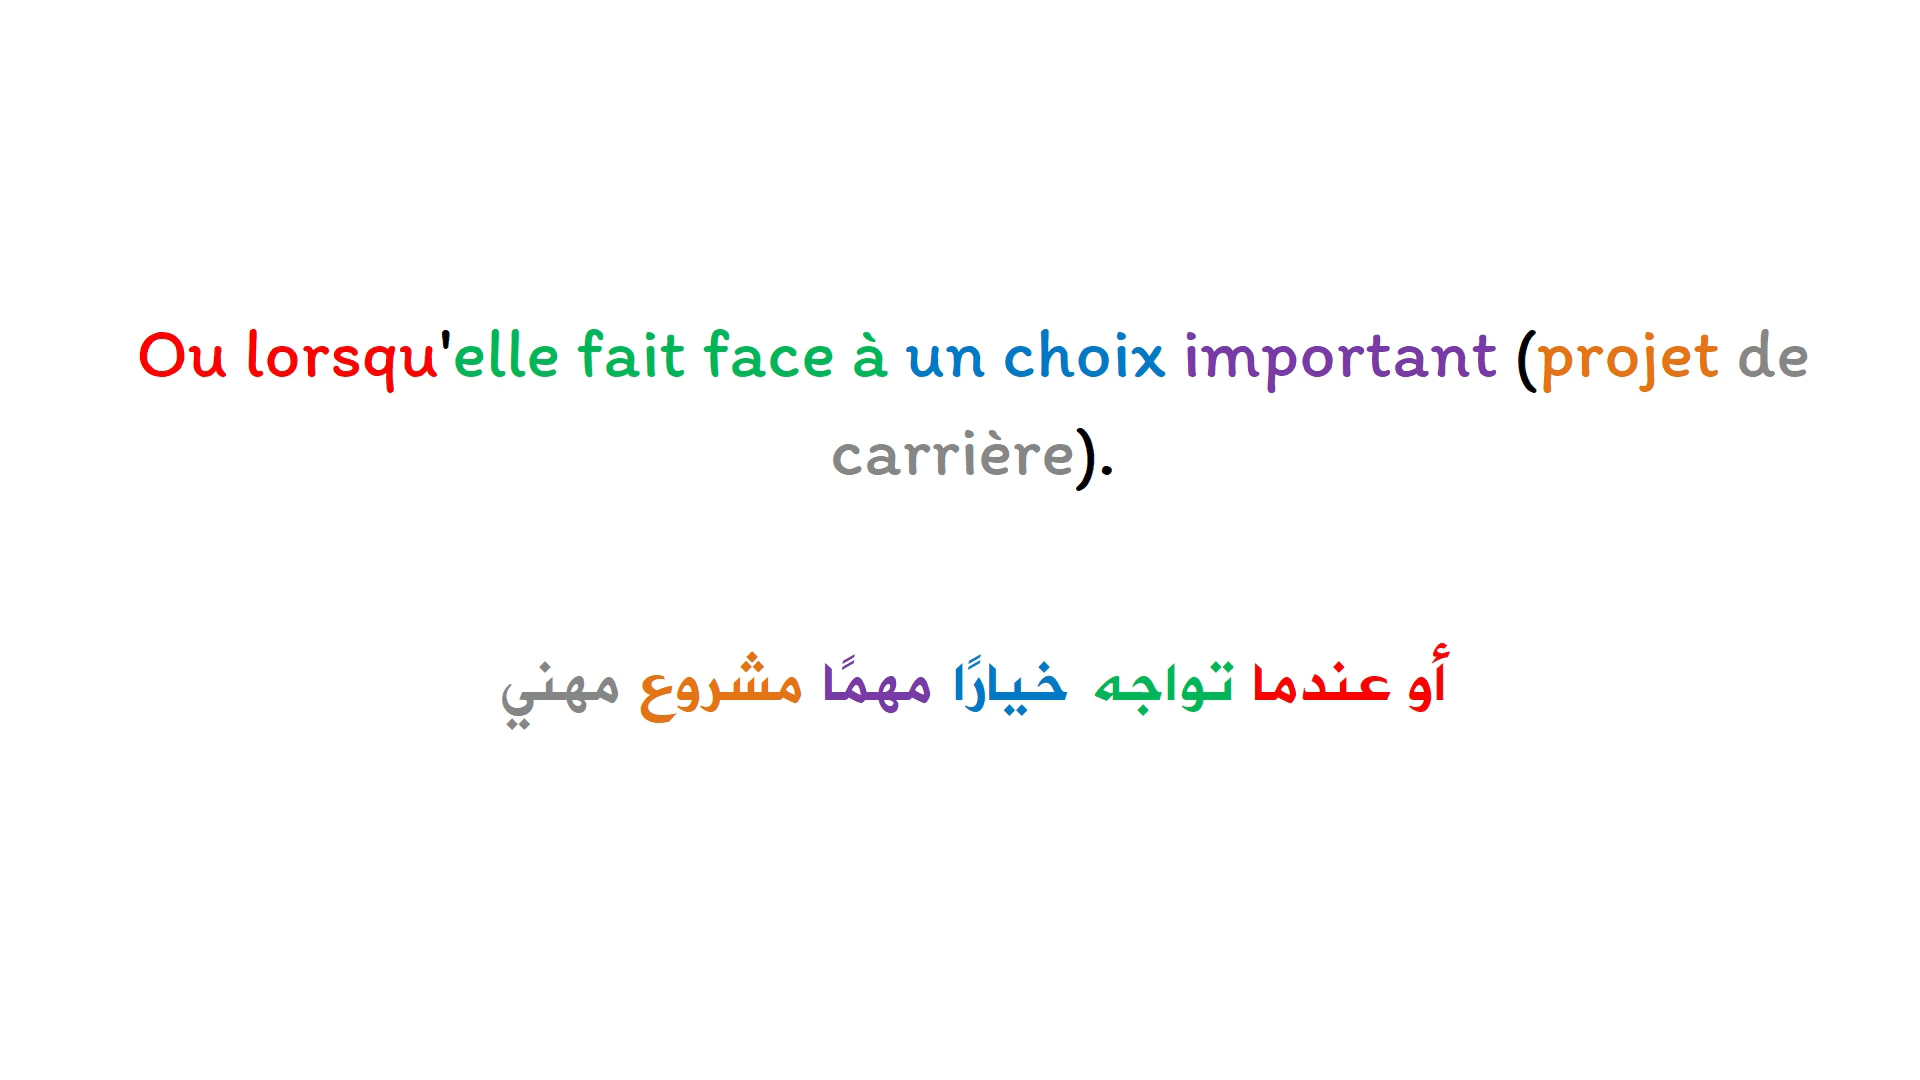 Ou lorsqu'elle fait face à un choix important (projet de
carrière).
أو عندما تواجه خيارًا مهمًا مشروع مهني